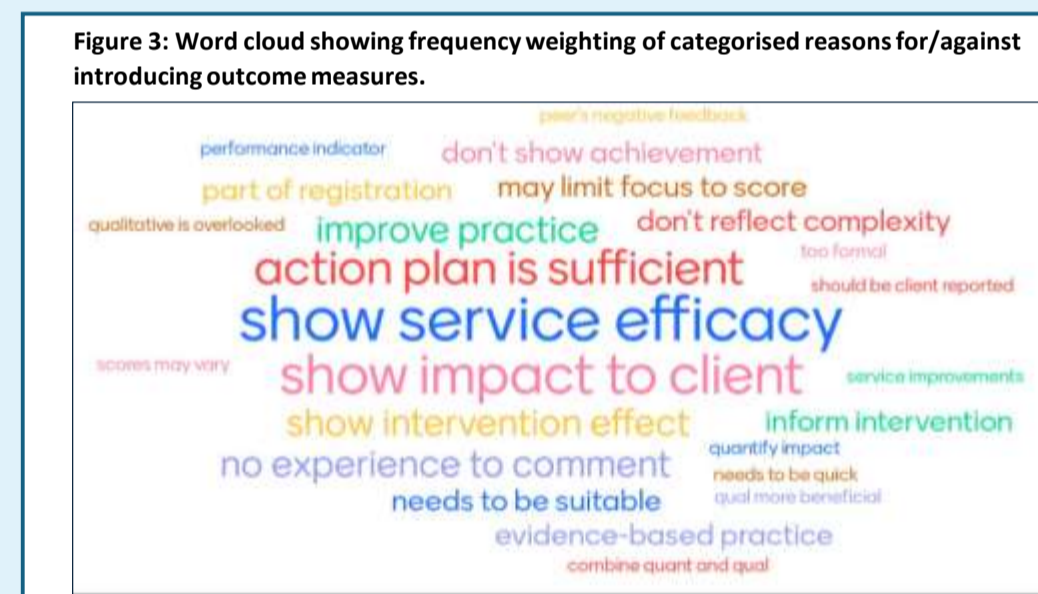 Figure 3: Word cloud showing frequency weighting of categorised reasons for/against
introducing outcome measures.
peer's negative feedback
performance indicator
don't show achievement
part of registration
may limit focus to score
qualitative is overlooked
improve practice
don't reflect complexity
too formal
action plan is sufficient
should be client reported
show service efficacy
scores may vary
show impact to client
service improvements
show intervention effect
inform intervention
quantify impact
no experience to comment
needs to be quick
needs to be suitable
qual more beneficial
evidence-based practice
combine quant and qual